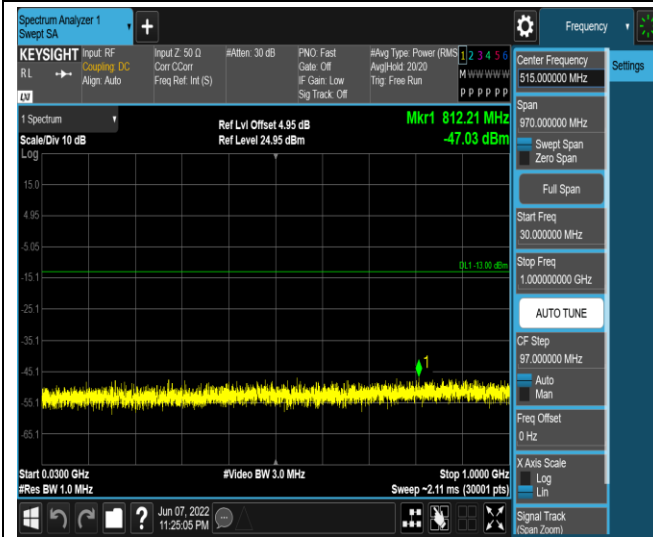 Spectrum Analyzer 1
Swept SA
+
Frequency
KEYSIGHT
RL
LXI
Input: RF
Coupling: DC
Align: Auto
Input Z: 50 Ω
Corr CCorr
Freq Ref: Int (S)
#Atten: 30 dB
PNO: Fast
Gate: Off
IF Gain: Low
Sig Track: Off
#Avg Type: Power (RMS
Avg|Hold: 20/20
Trig: Free Run
1 2 3 4 5 6
M W W W W W
P P P P P P
1 Spectrum
Scale/Div 10 dB
Log
Ref Lvl Offset 4.95 dB
Ref Level 24.95 dBm
Mkr1 812.21 MHz
-47.03 dBm
15.0
4.95
-5.05
-15.1
-25.1
-35.1
-45.1
-55.1
-65.1
DL1 -13.00 dBm
1
Start 0.0300 GHz
#Res BW 1.0 MHz
#Video BW 3.0 MHz
Stop 1.0000 GHz
Sweep ~2.11 ms (30001 pts)
?
Jun 07, 2022
11:25:05 PM
Center Frequency
515.000000 MHz
Span
970.000000 MHz
Swept Span
Zero Span
Full Span
Start Freq
30.000000 MHz
Stop Freq
1.000000000 GHz
AUTO TUNE
CF Step
97.000000 MHz
Auto
Man
Freq Offset
0 Hz
X Axis Scale
Log
Lin
Signal Track
(Span Zoom)
Settings